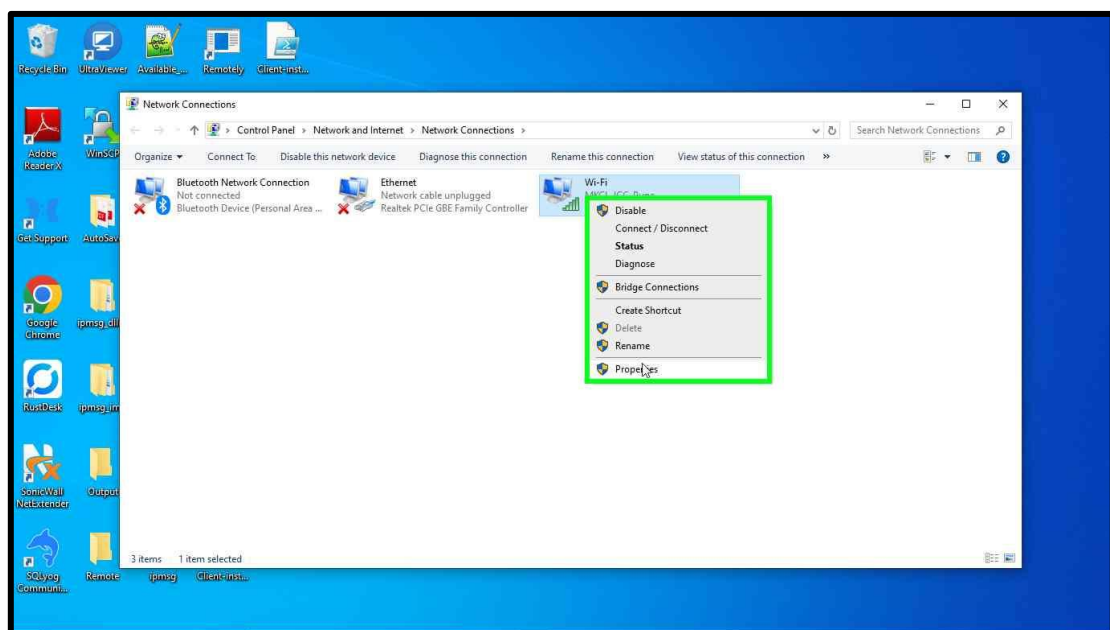 Recycle Bin
UltraViewer
Available_...
Remotely
Client-inst...
Network Connections
Control Panel > Network and Internet > Network Connections >
Search Network Connections
Organize
Connect To
Disable this network device
Diagnose this connection
Rename this connection
View status of this connection
»
Bluetooth Network Connection
Not connected
Bluetooth Device (Personal Area ...
Ethernet
Network cable unplugged
Realtek PCIe GBE Family Controller
Wi-Fi
Disable
Connect / Disconnect
Status
Diagnose
Bridge Connections
Create Shortcut
Delete
Rename
Properties
Adobe
Reader X
WinSCP
Get Support
AutoSav
Google
Chrome
ipmsg_dll
RustDesk
ipmsg_im
SonicWall
NetExtender
Output
3 items
1 item selected
SQLyog
Communi...
Remote
ipmsg
Client-inst...